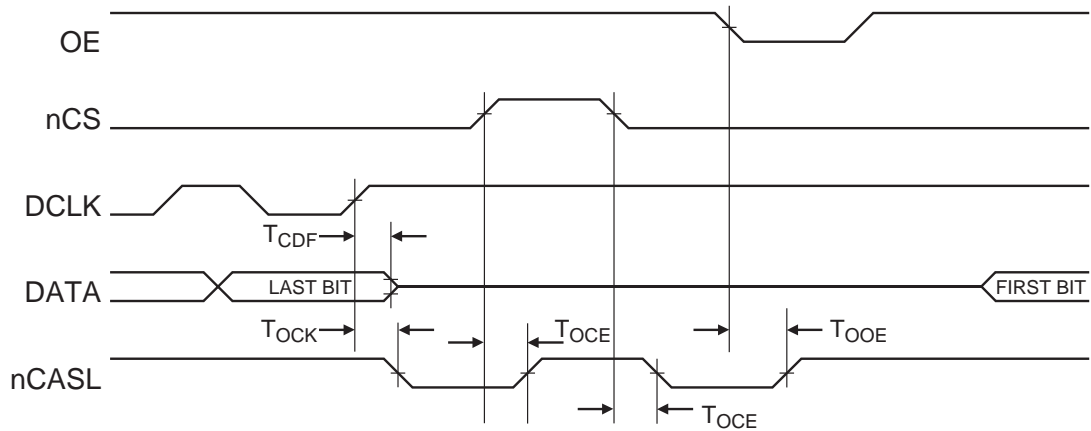 OE
nCS
DCLK
TCDF
DATA
LAST BIT
FIRST BIT
TOCK
TOCE
TOOE
nCASL
TOCE